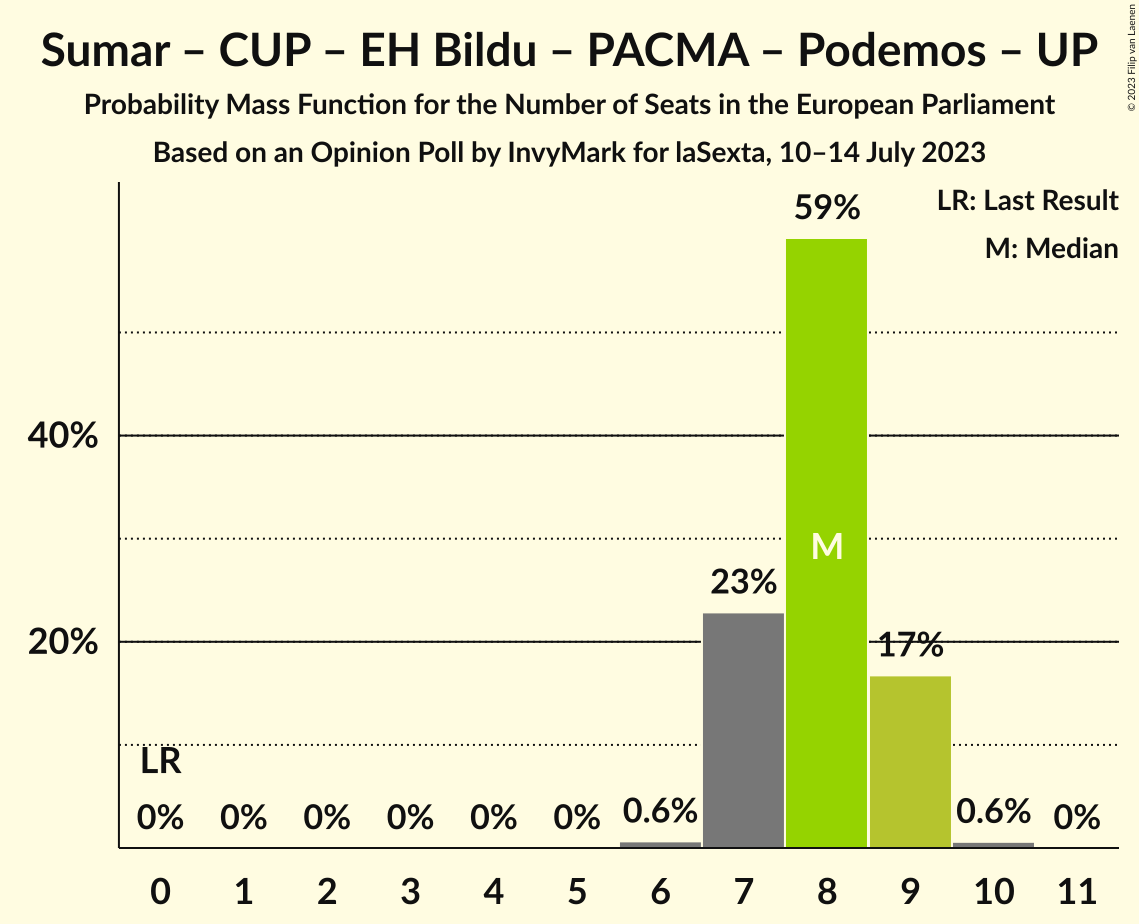 Sumar – CUP – EH Bildu – PACMA – Podemos – UP
Probability Mass Function for the Number of Seats in the European Parliament
Based on an Opinion Poll by InvyMark for laSexta, 10–14 July 2023
© 2023 Filip van Laenen
LR: Last Result
M: Median
59%
40%
M
23%
20%
17%
LR
0% 0% 0% 0% 0% 0% 0.6% 0.6% 0%
0 1 2 3 4 5 6 7 8 9 10 11